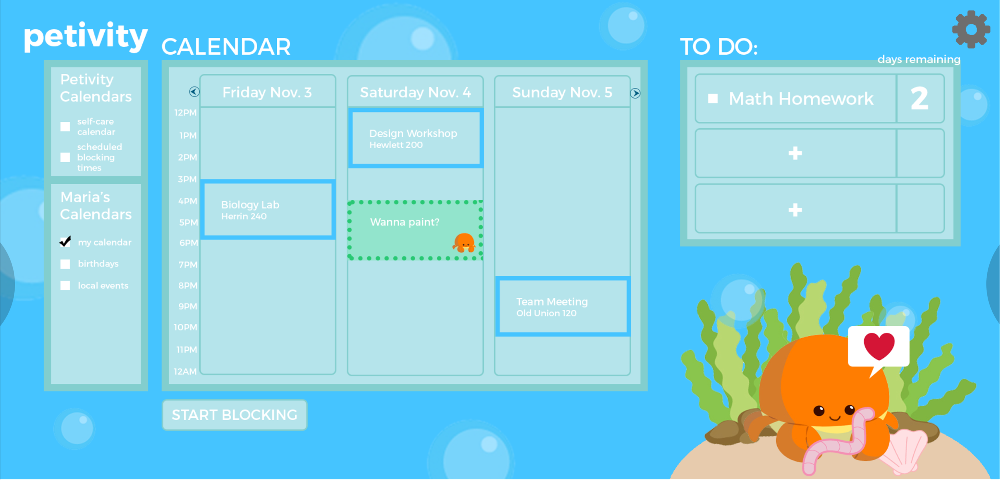 petivity
CALENDAR
TO DO:
days remaining
Petivity
Calendars
self-care
calendar
scheduled
blocking
times
Maria's
Calendars
my calendar
birthdays
local events
Friday Nov. 3
Saturday Nov. 4
Sunday Nov. 5
12PM
1PM
2PM
3PM
4PM
5PM
6PM
7PM
8PM
9PM
10PM
11PM
12AM
Biology Lab
Herrin 240
Design Workshop
Hewlett 200
Wanna paint?
Team Meeting
Old Union 120
Math Homework 2
+
+
START BLOCKING